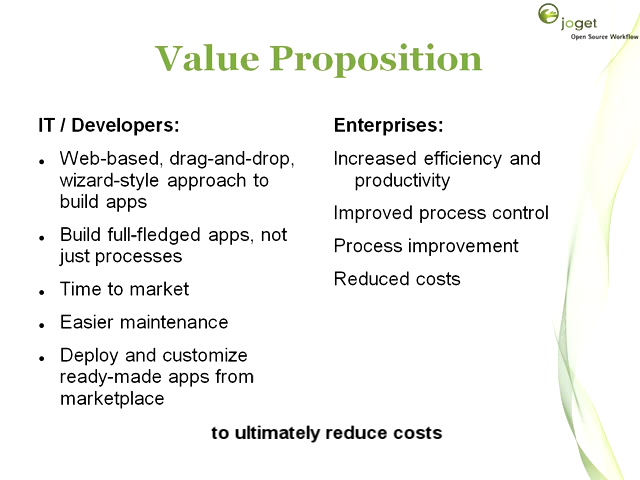 joget
Open Source Workflow
Value Proposition
IT / Developers:
Web-based, drag-and-drop,
wizard-style approach to
build apps
Build full-fledged apps, not
just processes
Time to market
Easier maintenance
Deploy and customize
ready-made apps from
marketplace
Enterprises:
Increased efficiency and
productivity
Improved process control
Process improvement
Reduced costs
to ultimately reduce costs